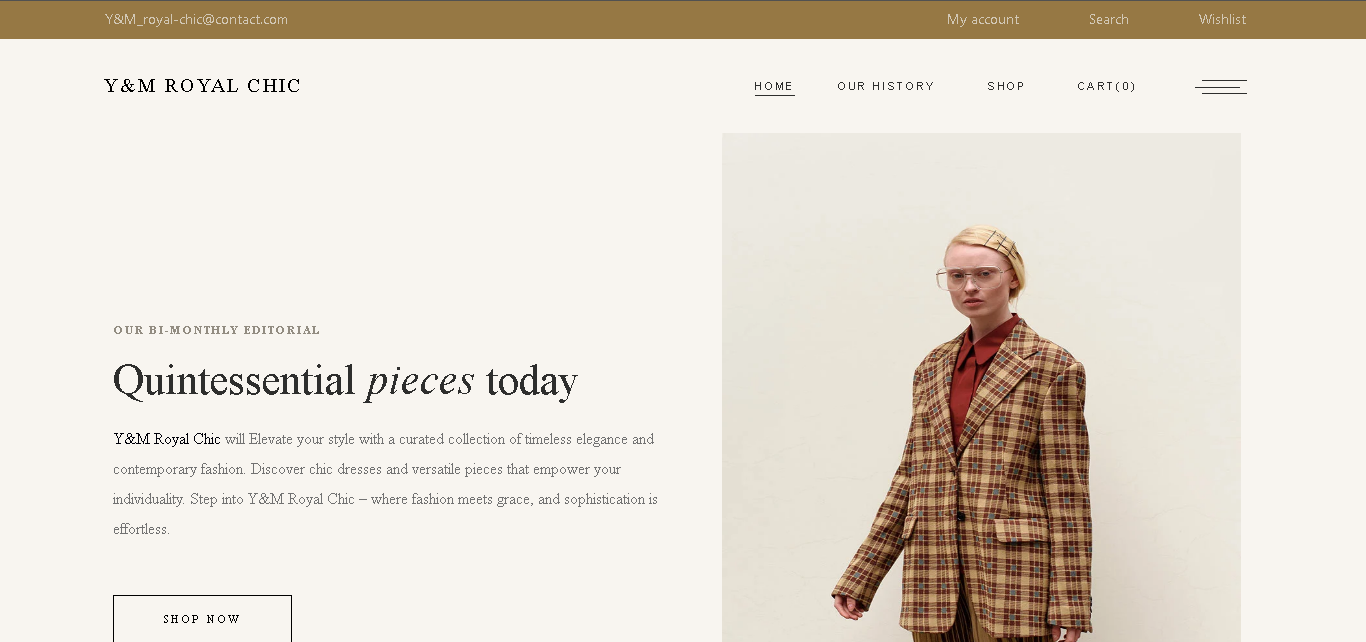 Y&M_royal-chic@contact.com My account Search Wishlist
Y&M ROYAL CHIC HOME OUR HISTORY SHOP CART(0)
OUR BI-MONTHLY EDITORIAL
Quintessential pieces today
Y&M Royal Chic will Elevate your style with a curated collection of timeless elegance and
contemporary fashion. Discover chic dresses and versatile pieces that empower your
individuality. Step into Y&M Royal Chic – where fashion meets grace, and sophistication is
effortless.
SHOP NOW